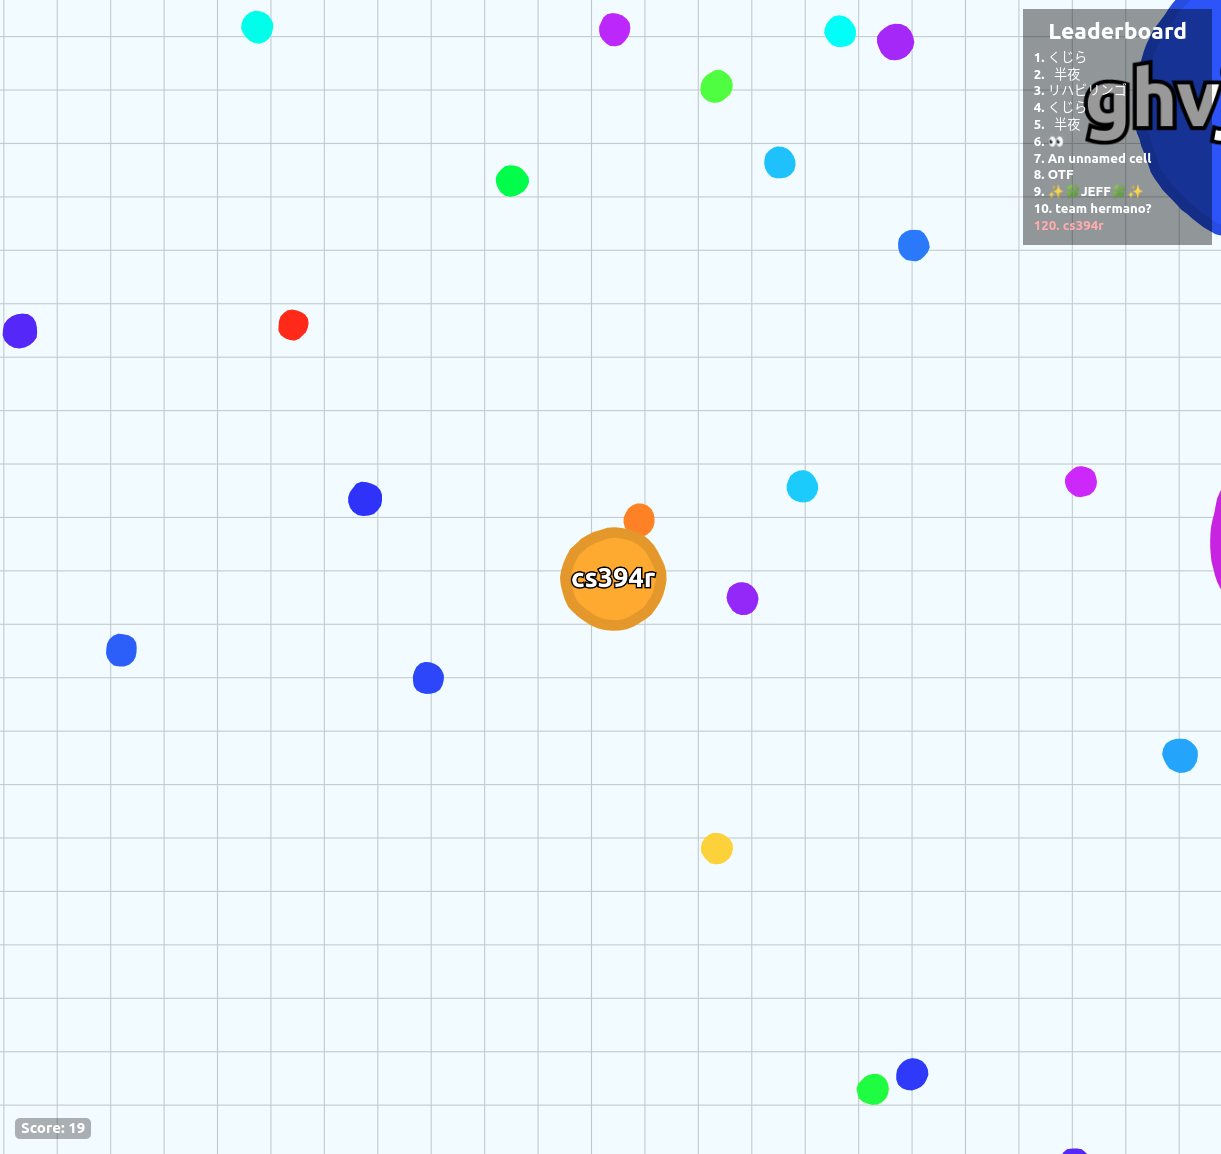 Leaderboard
1. くじら
2. 半夜
3. リハビリンゴ
4. くじら
5. 半夜
6. 👀
7. An unnamed cell
8. OTF
9. ✨🍀JEFF🍀✨
10. team hermano?
120. cs394r
cs394r
Score: 19